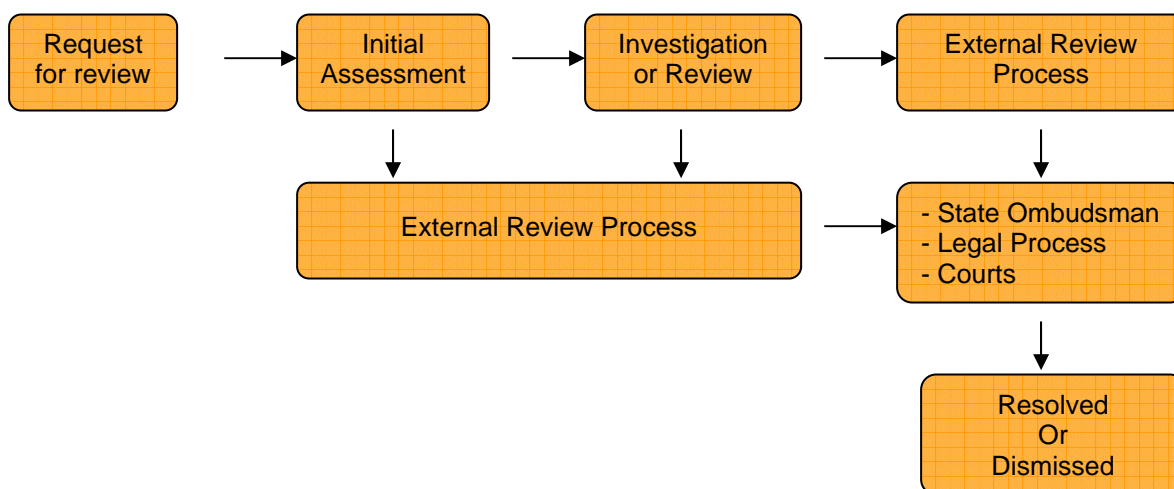 Request
for review
Initial
Assessment
Investigation
or Review
External Review
Process
External Review Process
- State Ombudsman
- Legal Process
- Courts
Resolved
Or
Dismissed